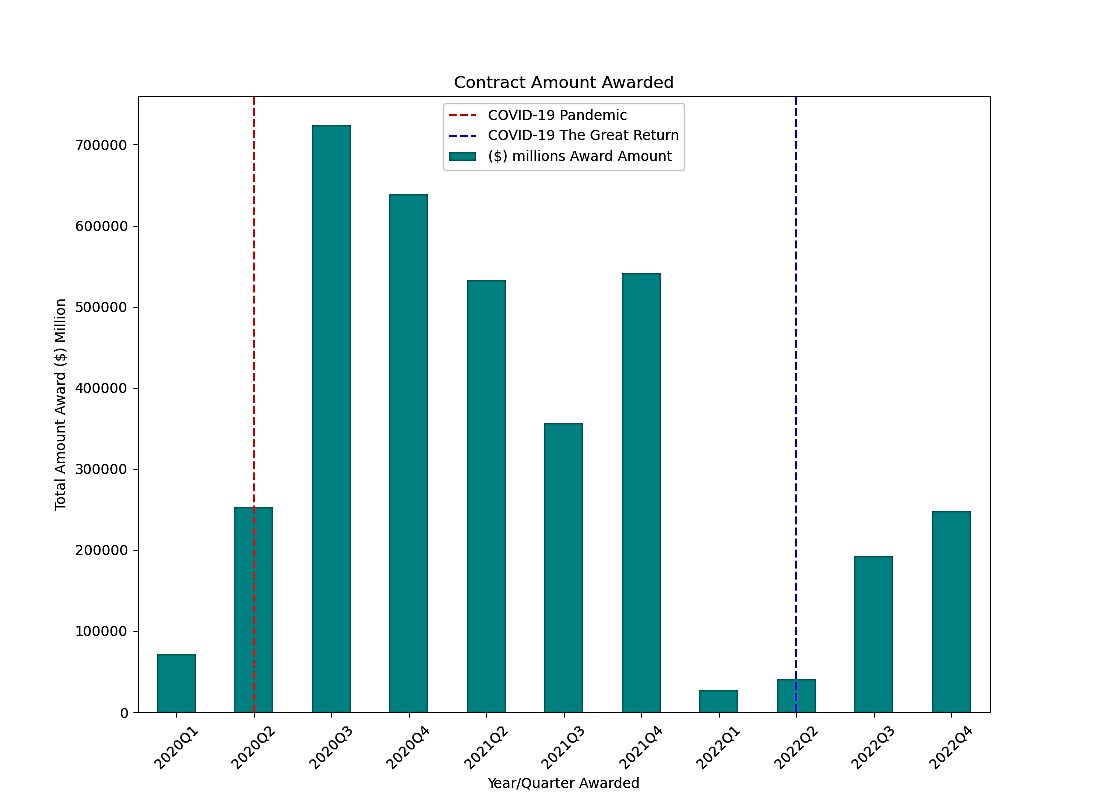 Contract Amount Awarded
COVID-19 Pandemic
COVID-19 The Great Return
($) millions Award Amount
Total Amount Award ($) Million
700000
600000
500000
400000
300000
200000
100000
0
2020Q1
2020Q2
2020Q3
2020Q4
2021Q2
2021Q3
2021Q4
2022Q1
2022Q2
2022Q3
2022Q4
Year/Quarter Awarded